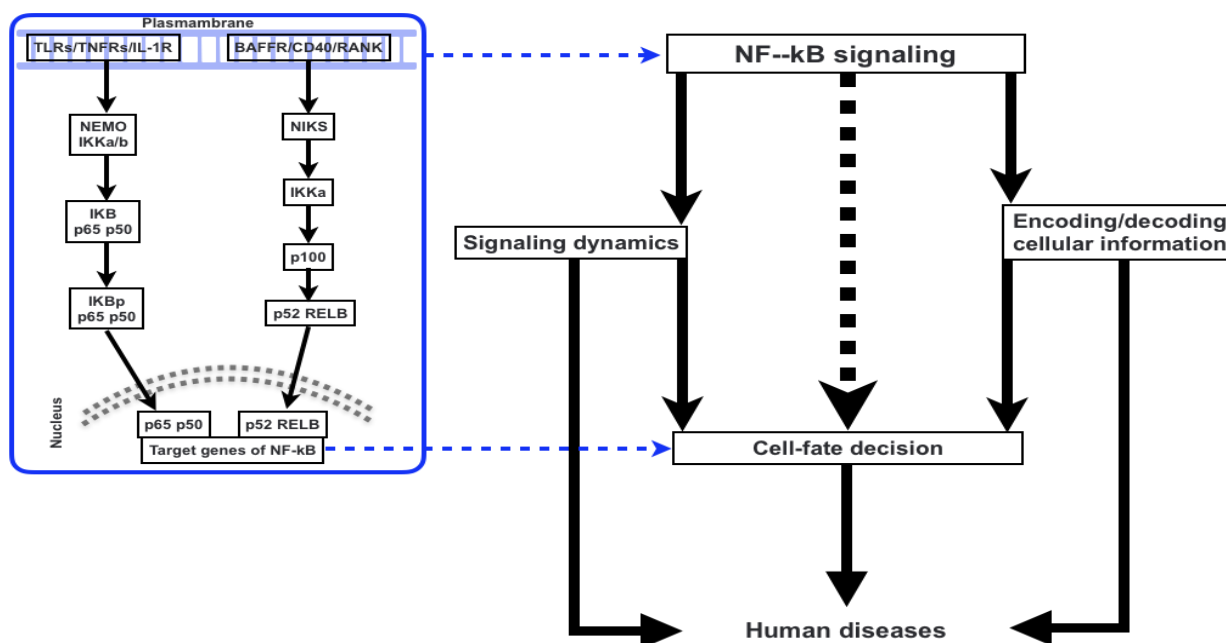 Plasmambrane
TLRs/TNFRs/IL-1R
BAFFR/CD40/RANK
NEMO
IKKa/b
NIKS
IKB
p65 p50
IKKa
p100
IKBp
p65 p50
p52 RELB
Nucleus
p65 p50
p52 RELB
Target genes of NF-kB
NF--kB signaling
Signaling dynamics
Encoding/decoding
cellular information
Cell-fate decision
Human diseases